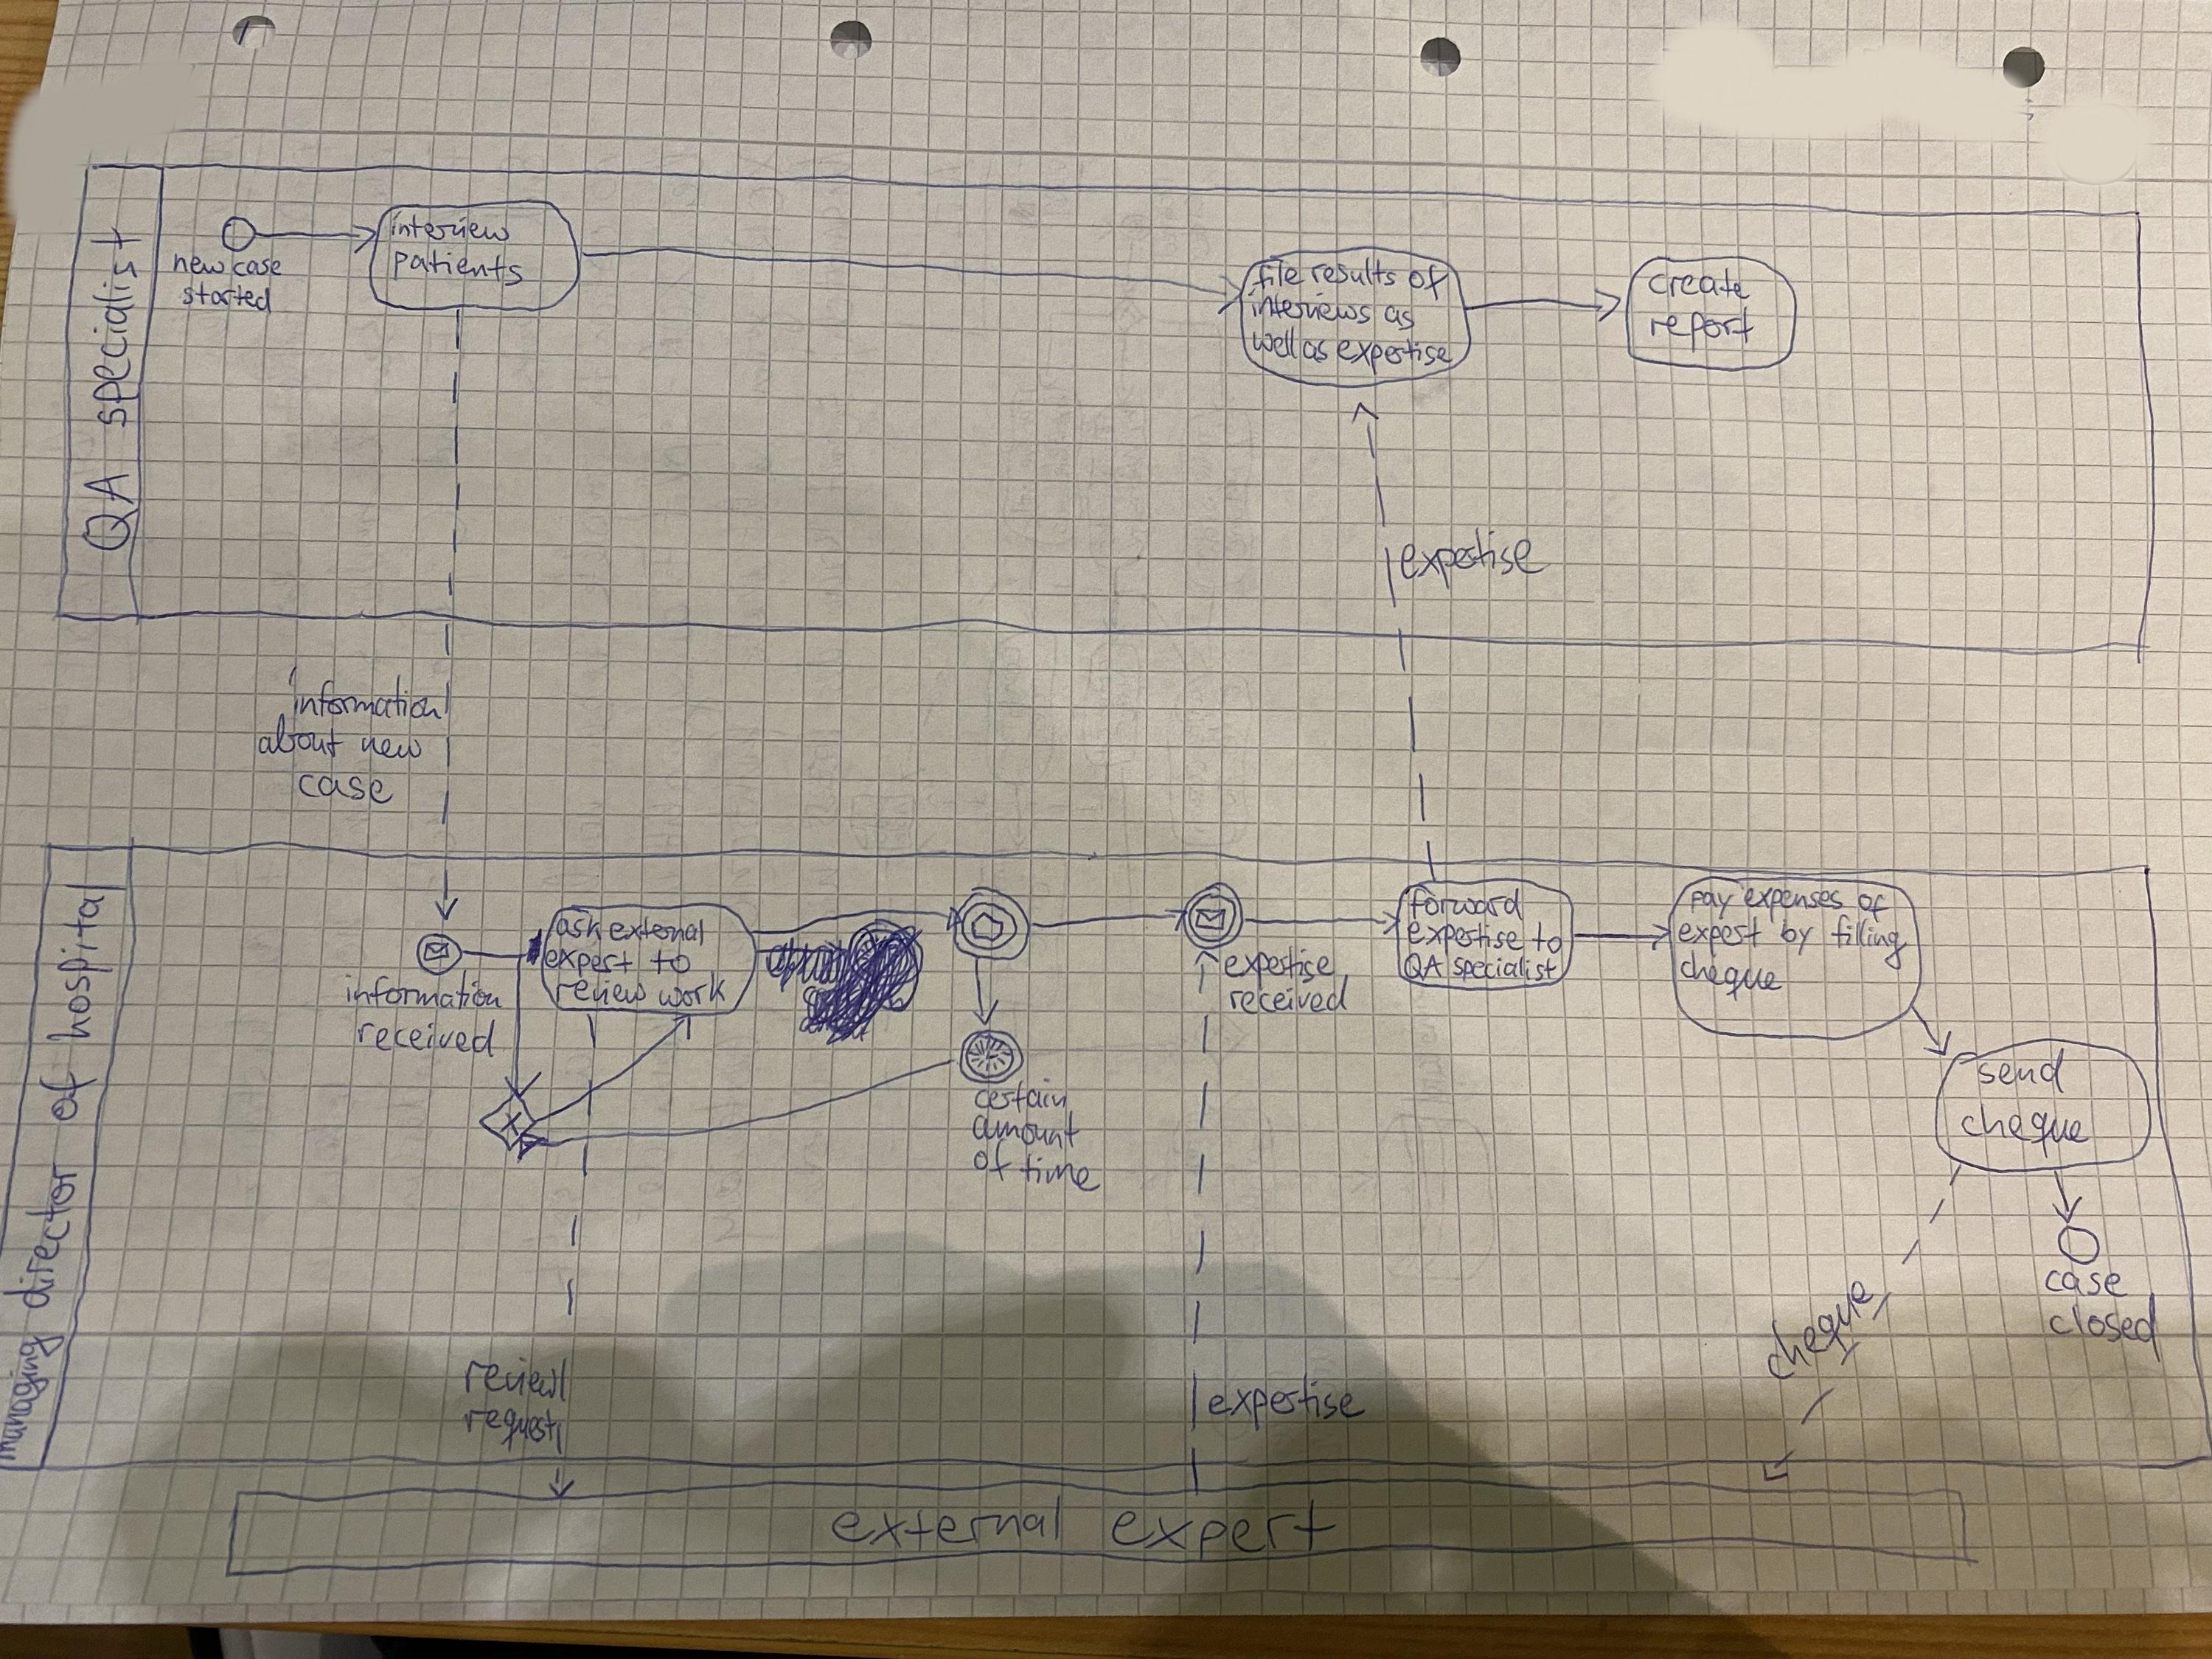 QA specialist
new case
started
interview
patients
file results of
interviews as
well as expertise
create
report
expertise
information
about new
case
managing director of hospital
information
received
ask external
expert to
review work
certain
amount
of time
expertise
received
forward
expertise to
QA specialist
pay expenses of
expert by filling
cheque
send
cheque
case
closed
review
request
expertise
cheque
external expert